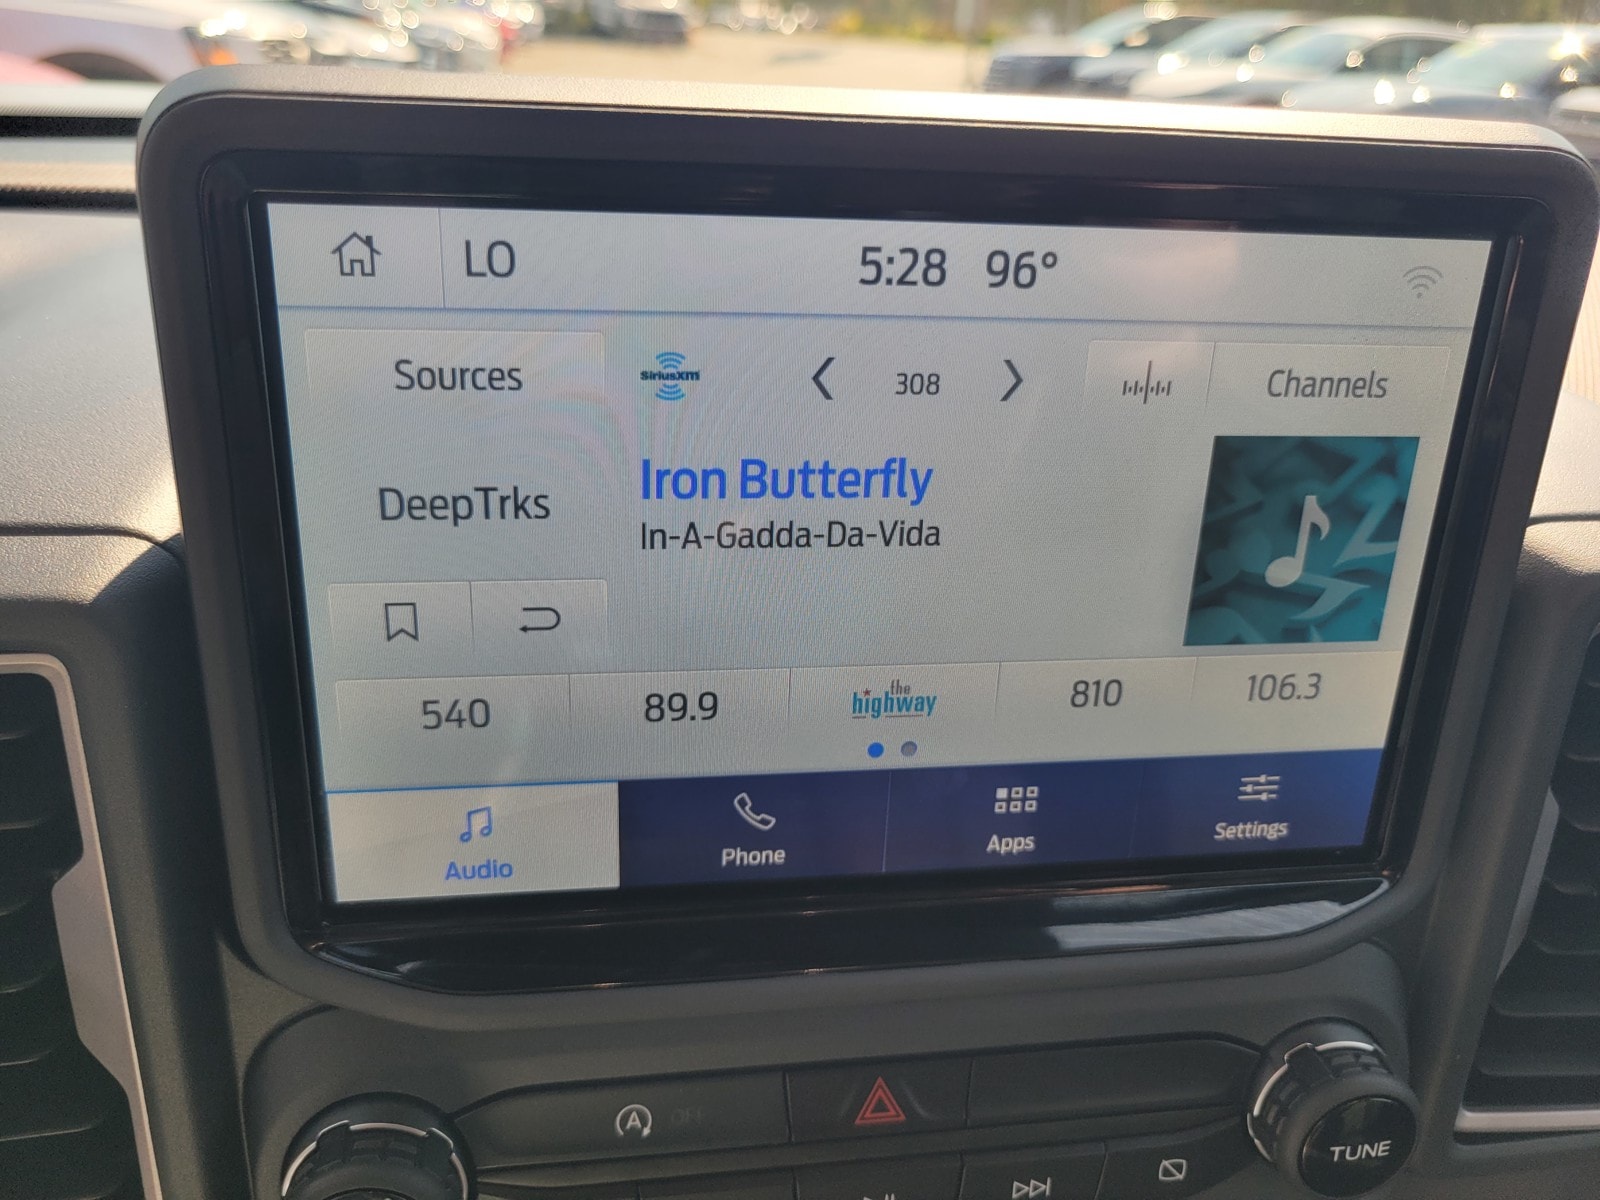 LO
5:28 96°
Sources
SiriusXM
308
Channels
DeepTrks
Iron Butterfly
In-A-Gadda-Da-Vida
540
89.9
the highway
810
106.3
Audio
Phone
Apps
Settings
A OFF
TUNE